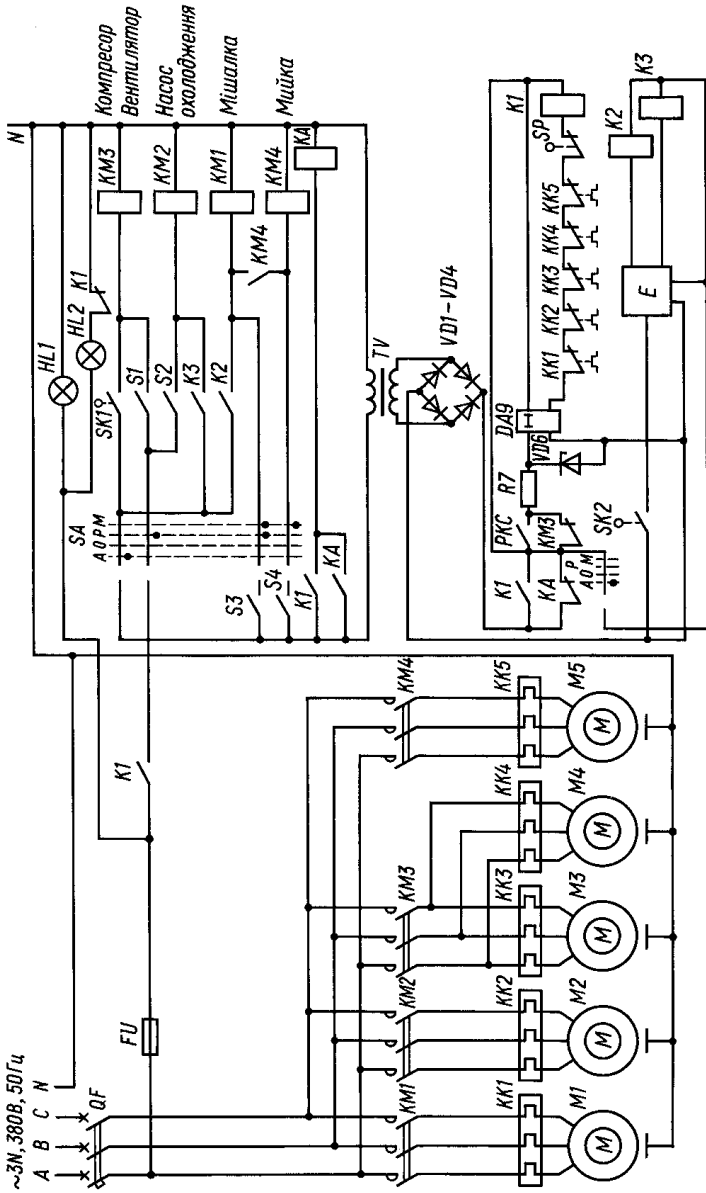 ~3N, 380В, 50Гц
A B C N
QF
FU
K1
KM1 KM2 KM3 KM4
KK1 KK2 KK3 KK4 KK5
M1 M2 M3 M4 M5
M M M M M
N
HL1
HL2
K1
SA
А О Р М
SK1
S1
S2
K3
K2
S3
S4
K1
KA
KM3
KM2
KM1
KM4
KA
KM4
Компресор
Вентилятор
Насос
охолодження
Мішалка
Мийка
TV
VD1-VD4
K1
KA
РКС
KM3
Р
А О М
R7
VD6
DA9
KK1 KK2 KK3 KK4 KK5
SP
K1
SK2
E
K2
K3